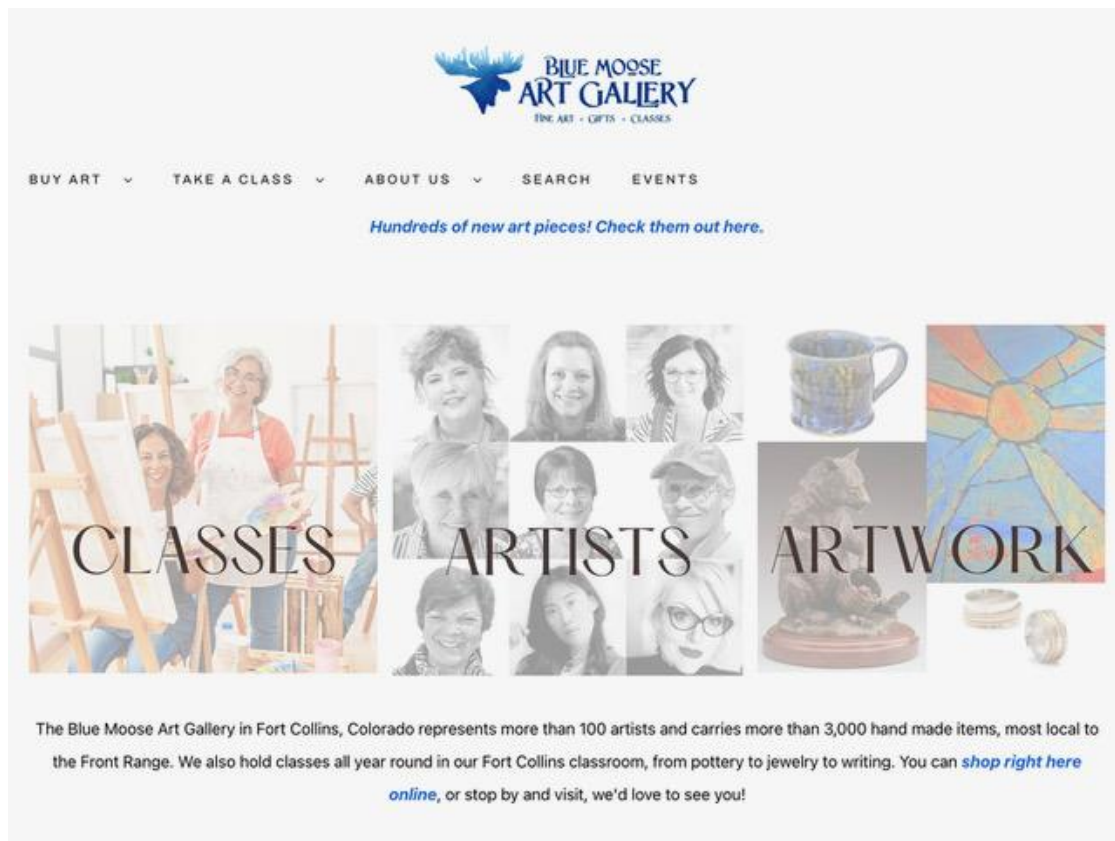 BLUE MOOSE
ART GALLERY
FINE ART - GIFTS - CLASSES
BUY ART TAKE A CLASS ABOUT US SEARCH EVENTS
Hundreds of new art pieces! Check them out here.
CLASSES ARTISTS ARTWORK
The Blue Moose Art Gallery in Fort Collins, Colorado represents more than 100 artists and carries more than 3,000 hand made items, most local to
the Front Range. We also hold classes all year round in our Fort Collins classroom, from pottery to jewelry to writing. You can shop right here
online, or stop by and visit, we'd love to see you!